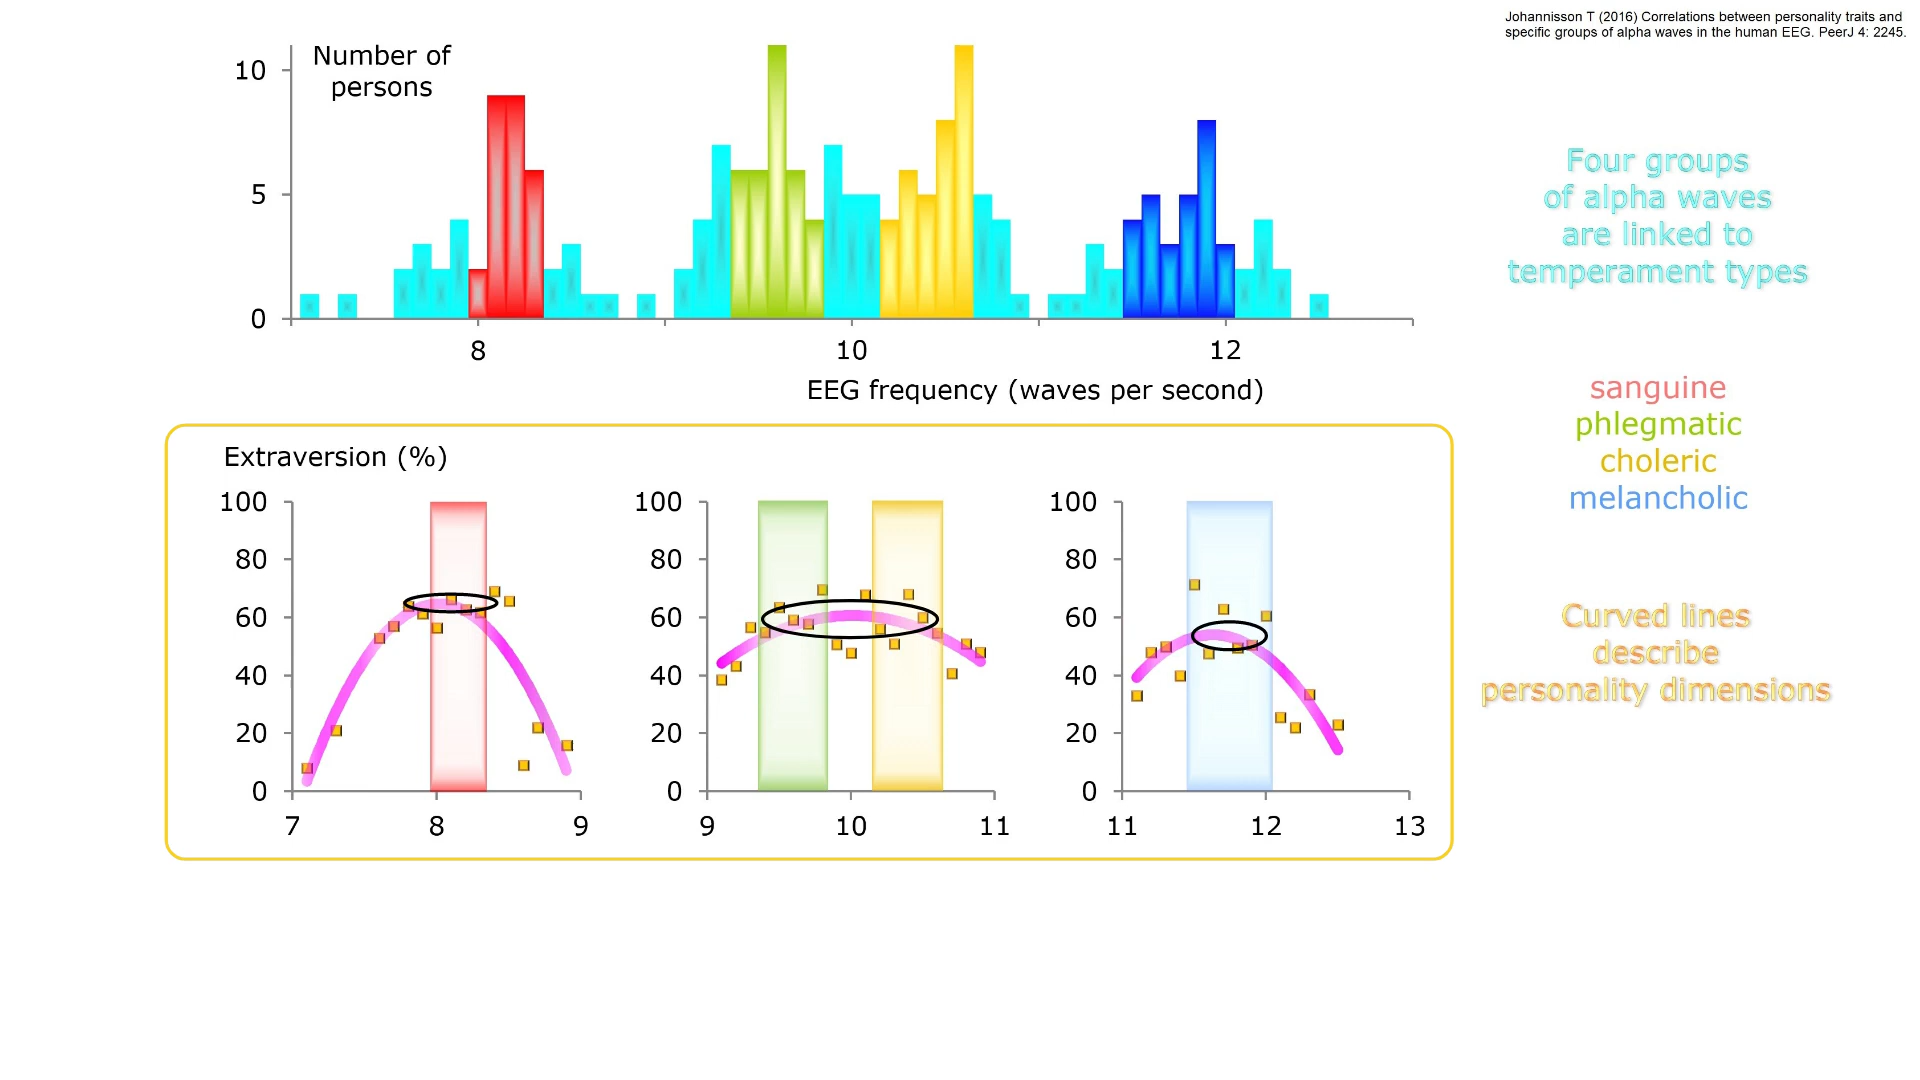 Johannisson T (2016) Correlations between personality traits and
specific groups of alpha waves in the human EEG. PeerJ 4: 2245.
Number of
persons
10
5
0
8
10
12
EEG frequency (waves per second)
Four groups
of alpha waves
are linked to
temperament types
sanguine
phlegmatic
choleric
melancholic
Extraversion (%)
100
80
60
40
20
0
7
8
9
100
80
60
40
20
0
9
10
11
100
80
60
40
20
0
11
12
13
Curved lines
describe
personality dimensions